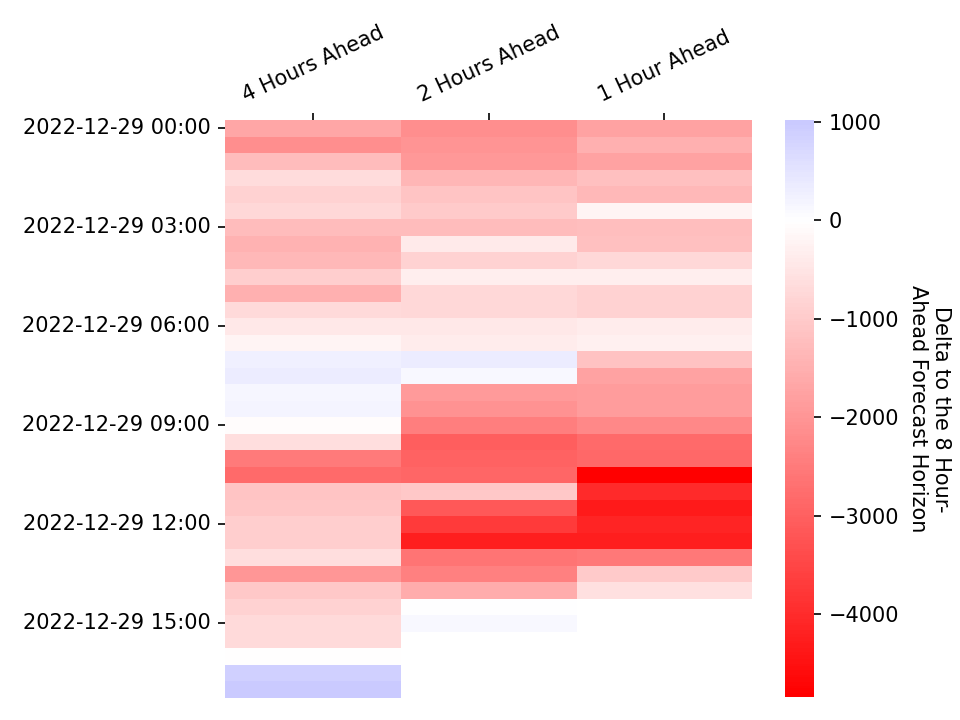 4 Hours Ahead
2 Hours Ahead
1 Hour Ahead
2022-12-29 00:00
2022-12-29 03:00
2022-12-29 06:00
2022-12-29 09:00
2022-12-29 12:00
2022-12-29 15:00
1000
0
−1000
−2000
−3000
−4000
Delta to the 8 Hour-
Ahead Forecast Horizon